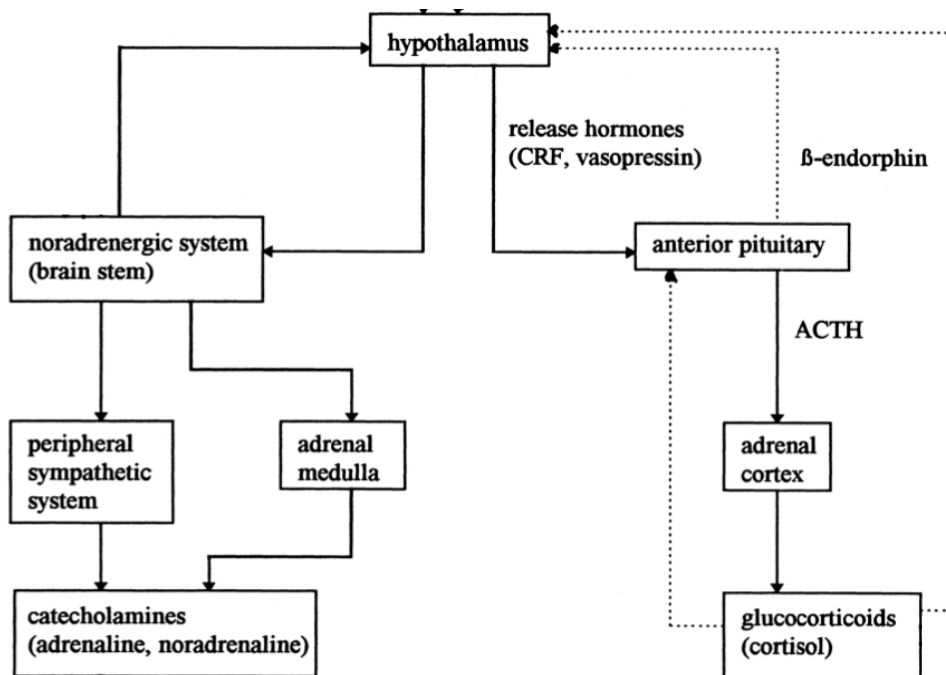 hypothalamus
release hormones
(CRF, vasopressin)
ß-endorphin
noradrenergic system
(brain stem)
anterior pituitary
ACTH
peripheral
sympathetic
system
adrenal
medulla
adrenal
cortex
catecholamines
(adrenaline, noradrenaline)
glucocorticoids
(cortisol)